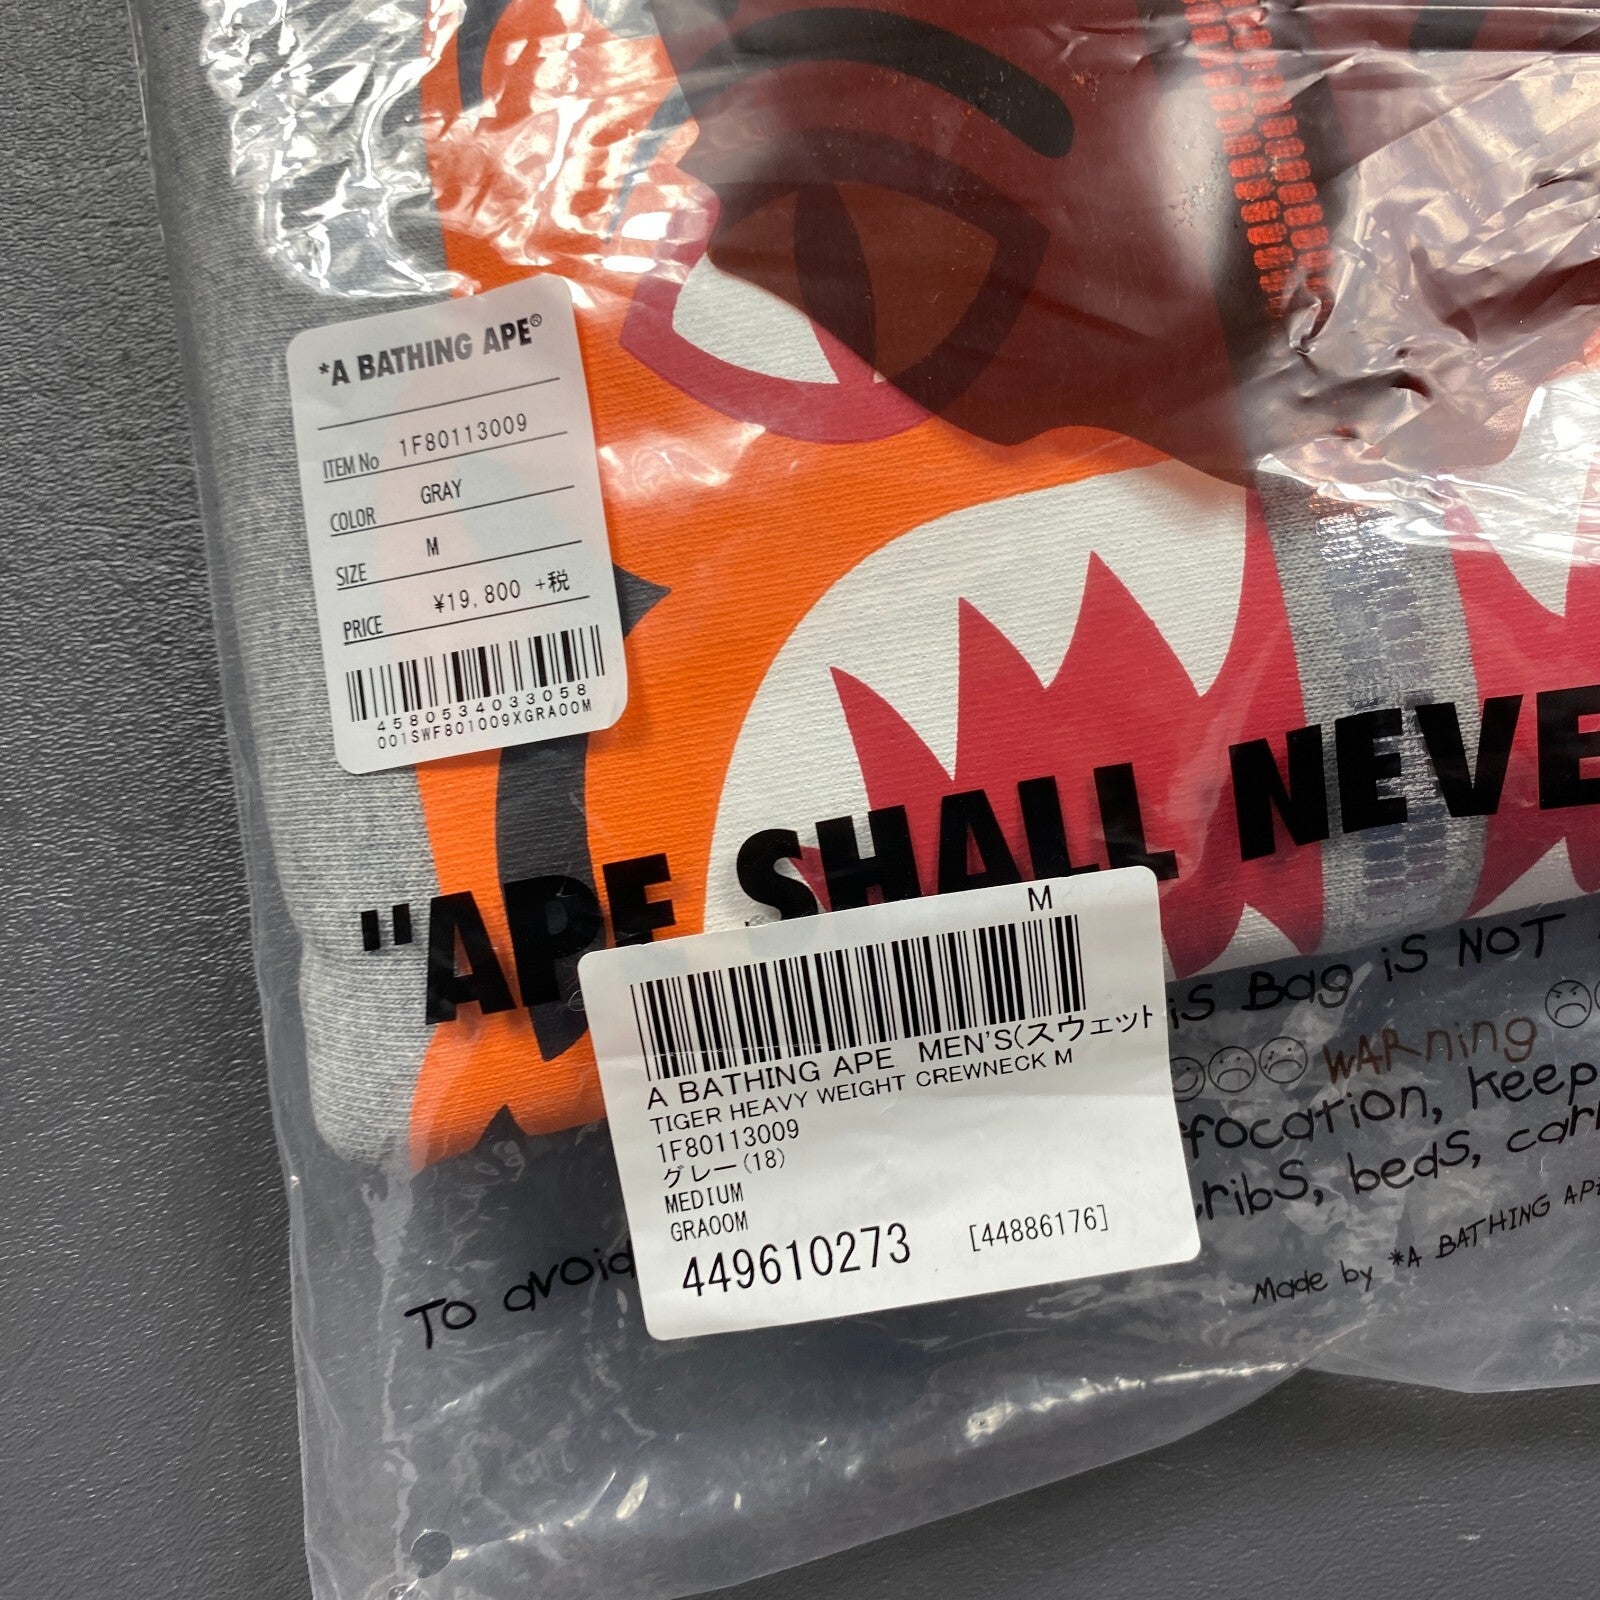 *A BATHING APE®
ITEM No 1F80113009
COLOR GRAY
SIZE M
PRICE ¥19,800 +税
4580534033058
001SWF801009XGRA00M
"APE SHALL NEVE
M
A BATHING APE MEN'S(スウェット
TIGER HEAVY WEIGHT CREWNECK M
1F80113009
グレー(18)
MEDIUM
GRA00M
449610273 [44886176]
iS Bag iS NOT
WARning
To avoid
focation, Keep
ribS, bedS,
Made by *A BATHING AP